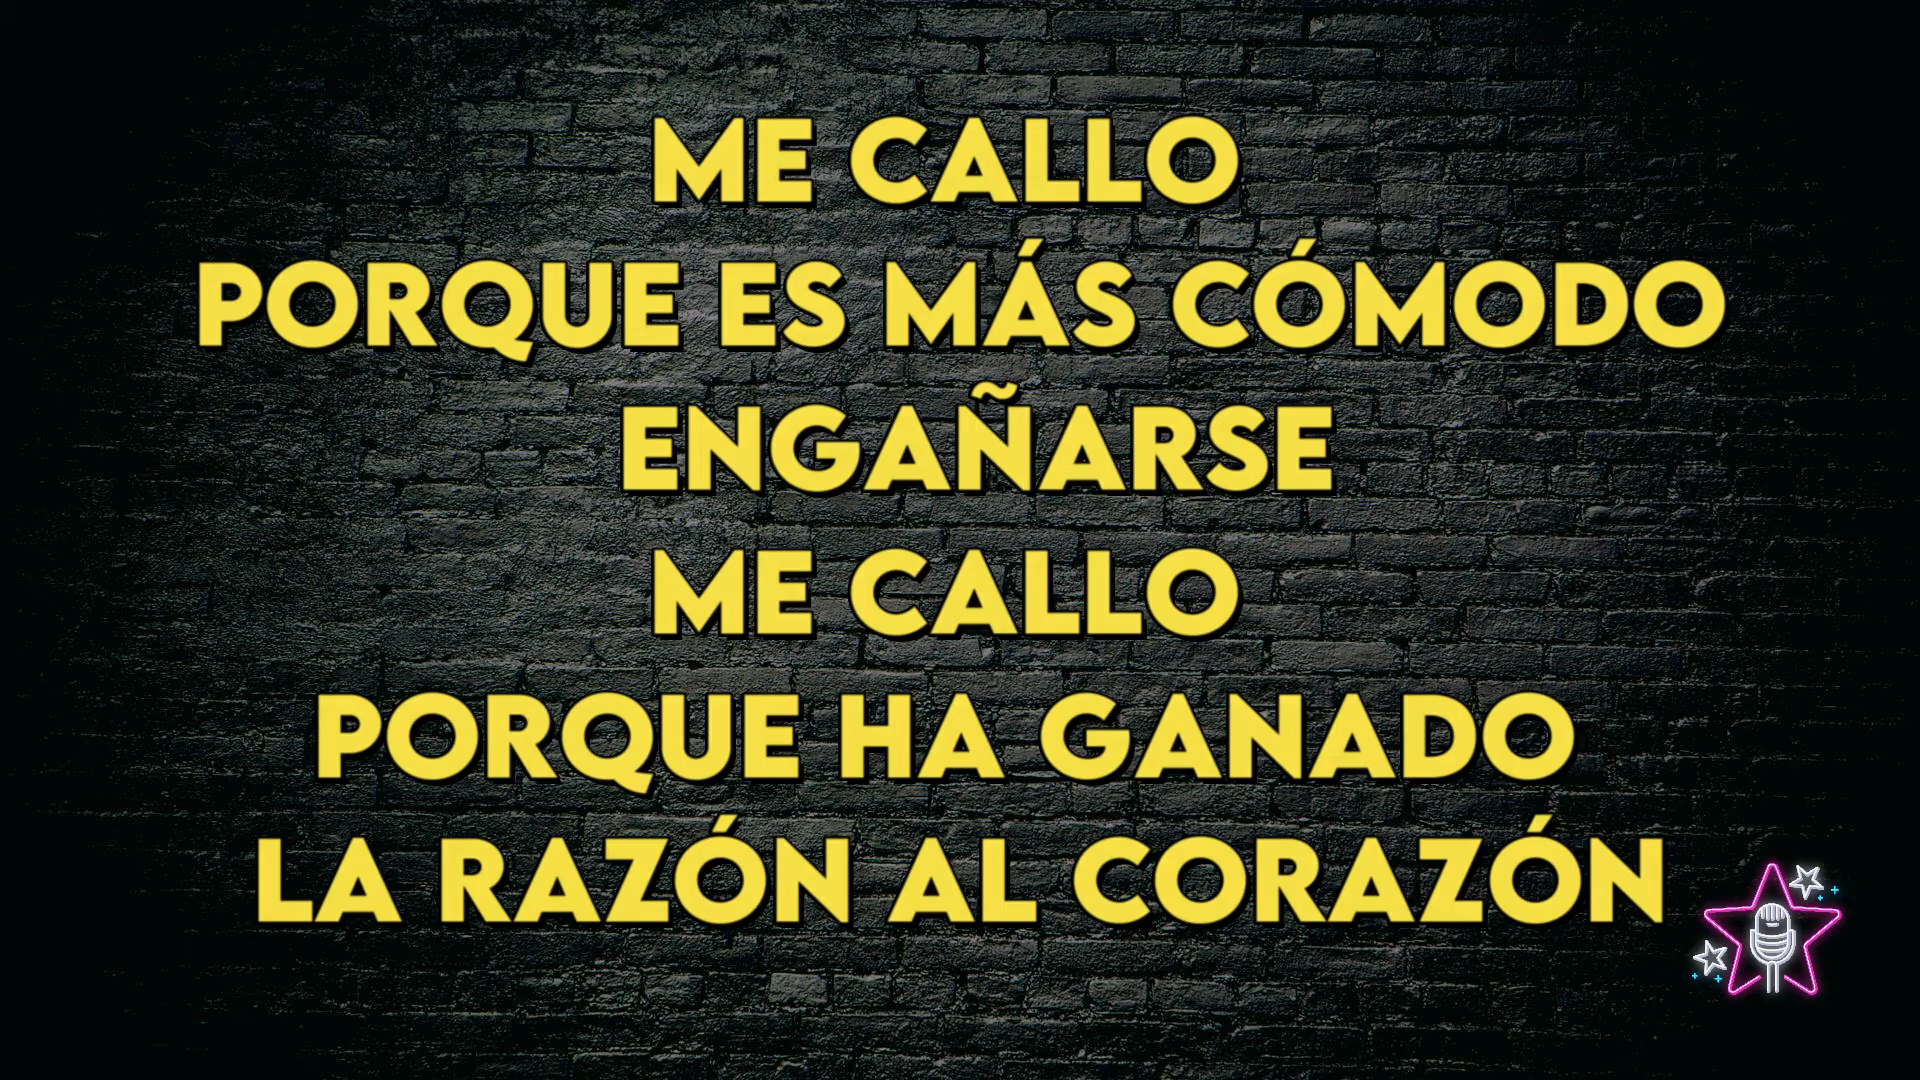 ME CALLO
PORQUE ES MÁS CÓMODO
ENGAÑARSE
ME CALLO
PORQUE HA GANADO
LA RAZÓN AL CORAZÓN